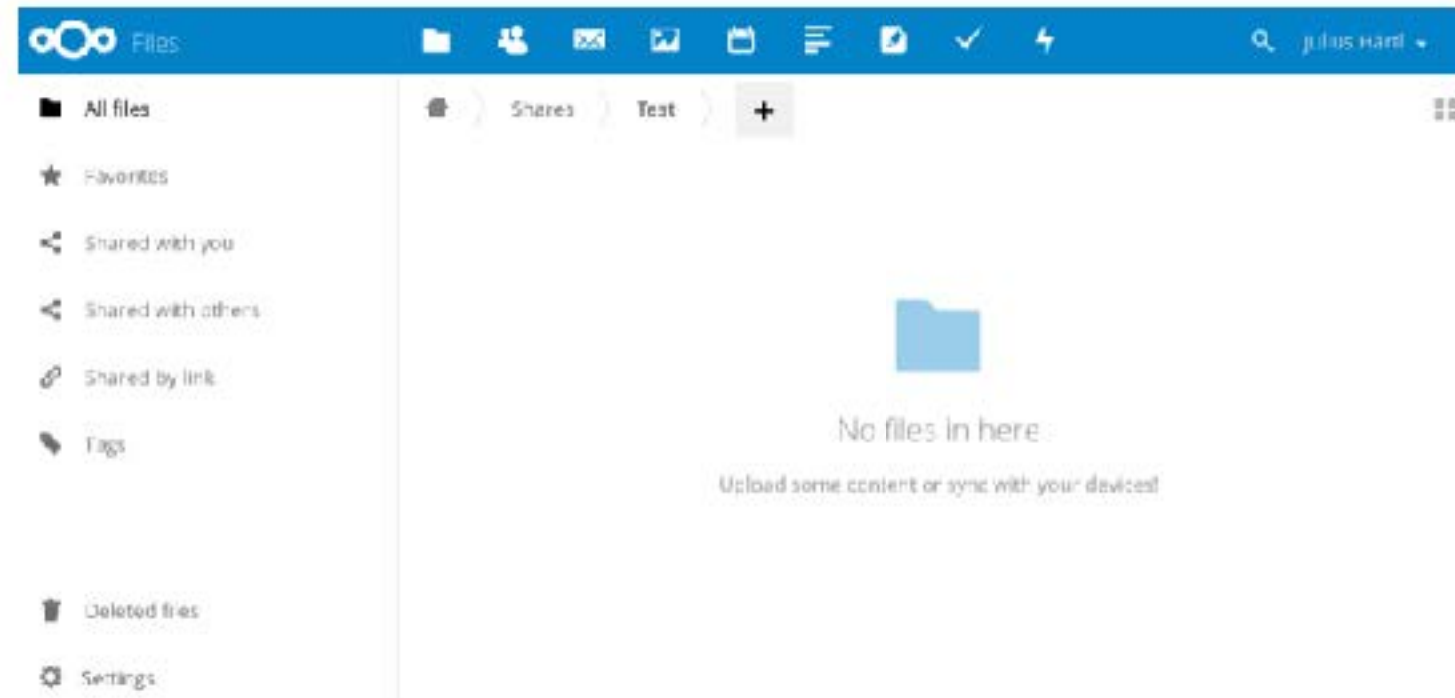 Files
Julius Härtl
All files
Shares
Test
Favorites
Shared with you
Shared with others
Shared by link
Tags
No files in here
Upload some content or sync with your devices!
Deleted files
Settings